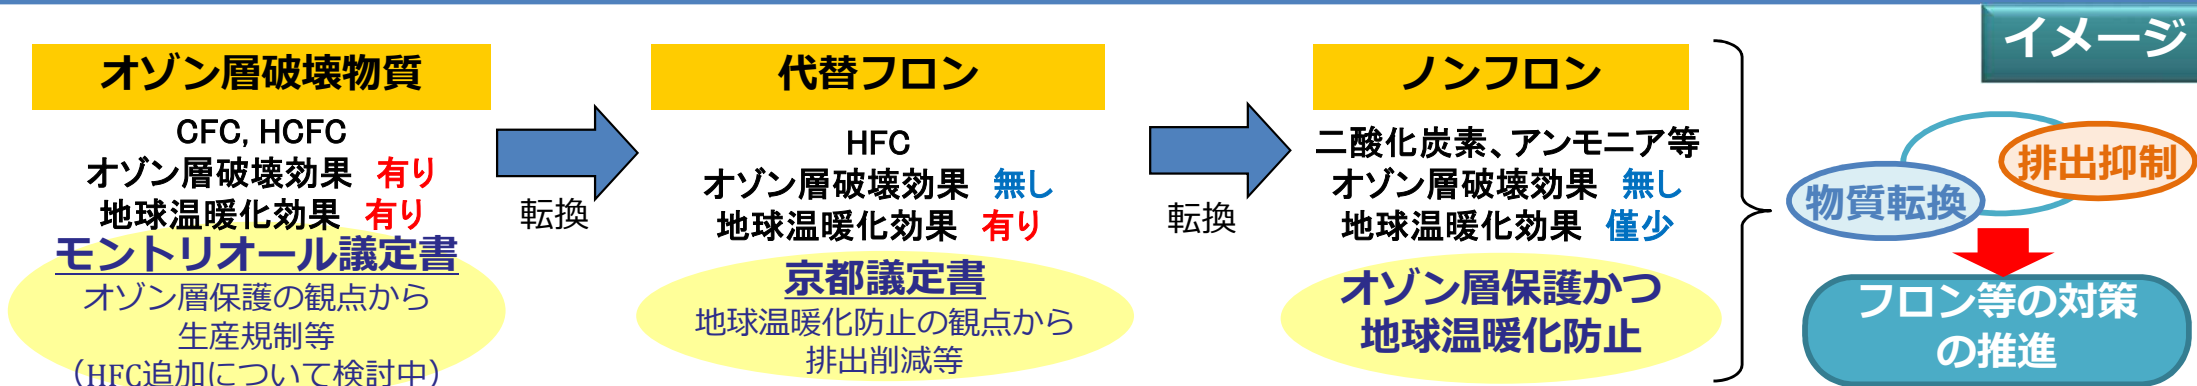 イメージ
オゾン層破壊物質
CFC, HCFC
オゾン層破壊効果 有り
地球温暖化効果 有り
モントリオール議定書
オゾン層保護の観点から
生産規制等
（HFC追加について検討中）
転換
代替フロン
HFC
オゾン層破壊効果 無し
地球温暖化効果 有り
京都議定書
地球温暖化防止の観点から
排出削減等
転換
ノンフロン
二酸化炭素、アンモニア等
オゾン層破壊効果 無し
地球温暖化効果 僅少
オゾン層保護かつ
地球温暖化防止
排出抑制
物質転換
フロン等の対策
の推進